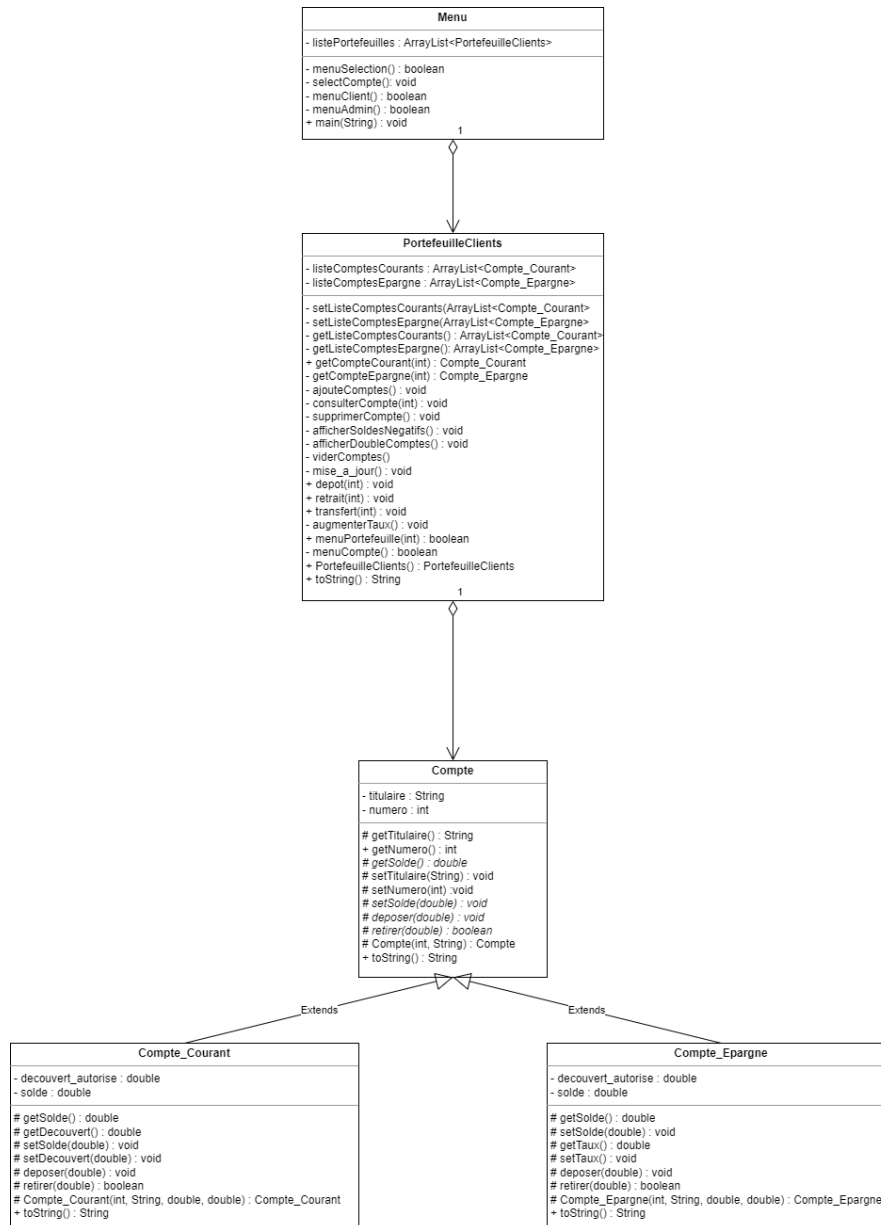 Menu
- listePortefeuilles : ArrayList<PortefeuilleClients>
- menuSelection() : boolean
- selectCompte(): void
- menuClient() : boolean
- menuAdmin() : boolean
+ main(String) : void
1
PortefeuilleClients
- listeComptesCourants : ArrayList<Compte_Courant>
- listeComptesEpargne : ArrayList<Compte_Epargne>
- setListeComptesCourants(ArrayList<Compte_Courant>
- setListeComptesEpargne(ArrayList<Compte_Epargne>
- getListeComptesCourants() : ArrayList<Compte_Courant>
- getListeComptesEpargne(): ArrayList<Compte_Epargne>
+ getCompteCourant(int) : Compte_Courant
- getCompteEpargne(int) : Compte_Epargne
- ajouteComptes() : void
- consulterCompte(int) : void
- supprimerCompte() : void
- afficherSoldesNegatifs() : void
- afficherDoubleComptes() : void
- viderComptes()
- mise_a_jour() : void
+ depot(int) : void
+ retrait(int) : void
+ transfert(int) : void
- augmenterTaux() : void
+ menuPortefeuille(int) : boolean
- menuCompte() : boolean
+ PortefeuilleClients() : PortefeuilleClients
+ toString() : String
1
Compte
- titulaire : String
- numero : int
# getTitulaire() : String
+ getNumero() : int
# getSolde() : double
# setTitulaire(String) : void
# setNumero(int) :void
# setSolde(double) : void
# deposer(double) : void
# retirer(double) : boolean
# Compte(int, String) : Compte
+ toString() : String
Extends
Extends
Compte_Courant
- decouvert_autorise : double
- solde : double
# getSolde() : double
# getDecouvert() : double
# setSolde(double) : void
# setDecouvert(double) : void
# deposer(double) : void
# retirer(double) : boolean
# Compte_Courant(int, String, double, double) : Compte_Courant
+ toString() : String
Compte_Epargne
- decouvert_autorise : double
- solde : double
# getSolde() : double
# setSolde(double) : void
# getTaux() : double
# setTaux() : void
# deposer(double) : void
# retirer(double) : boolean
# Compte_Epargne(int, String, double, double) : Compte_Epargne
+ toString() : String